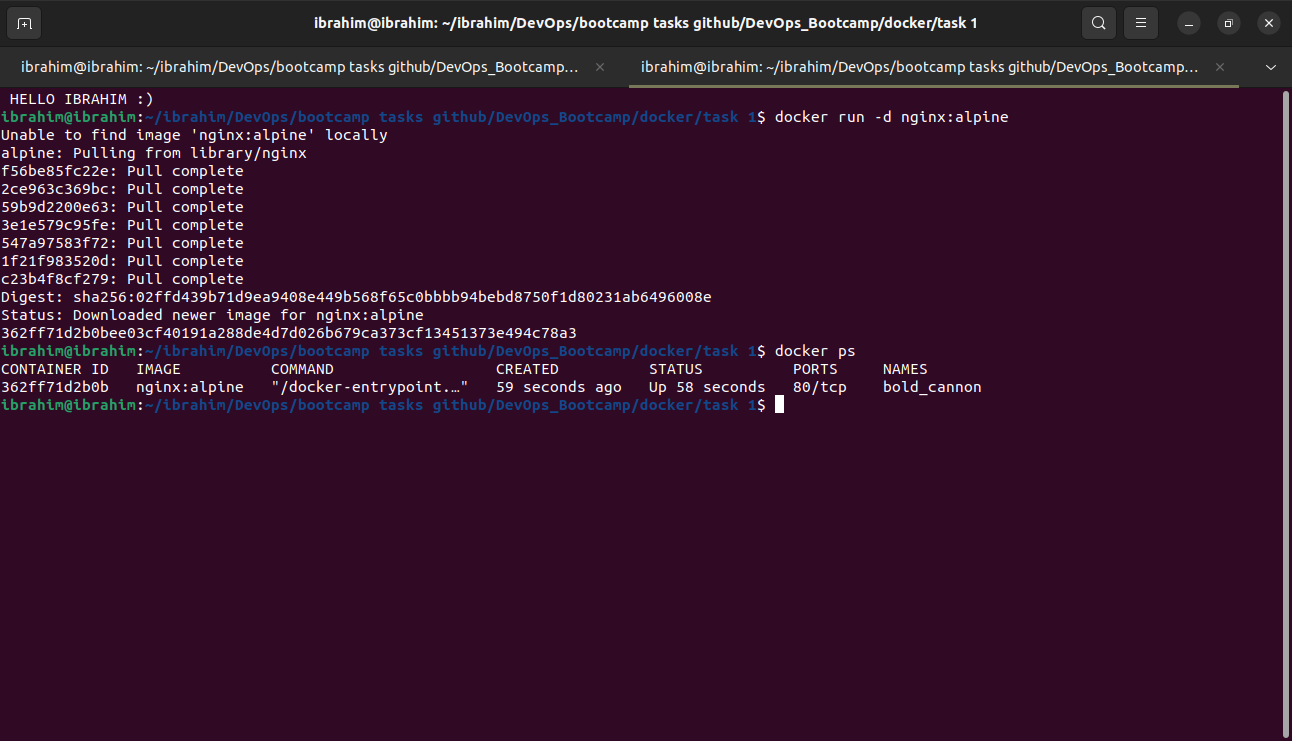 ibrahim@ibrahim: ~/ibrahim/DevOps/bootcamp tasks github/DevOps_Bootcamp/docker/task 1
ibrahim@ibrahim: ~/ibrahim/DevOps/bootcamp tasks github/DevOps_Bootcamp… × ibrahim@ibrahim: ~/ibrahim/DevOps/bootcamp tasks github/DevOps_Bootcamp… ×
 HELLO IBRAHIM :)
ibrahim@ibrahim:~/ibrahim/DevOps/bootcamp tasks github/DevOps_Bootcamp/docker/task 1$ docker run -d nginx:alpine
Unable to find image 'nginx:alpine' locally
alpine: Pulling from library/nginx
f56be85fc22e: Pull complete
2ce963c369bc: Pull complete
59b9d2200e63: Pull complete
3e1e579c95fe: Pull complete
547a97583f72: Pull complete
1f21f983520d: Pull complete
c23b4f8cf279: Pull complete
Digest: sha256:02ffd439b71d9ea9408e449b568f65c0bbbb94bebd8750f1d80231ab6496008e
Status: Downloaded newer image for nginx:alpine
362ff71d2b0bee03cf40191a288de4d7d026b679ca373cf13451373e494c78a3
ibrahim@ibrahim:~/ibrahim/DevOps/bootcamp tasks github/DevOps_Bootcamp/docker/task 1$ docker ps
CONTAINER ID   IMAGE          COMMAND                  CREATED          STATUS          PORTS     NAMES
362ff71d2b0b   nginx:alpine   "/docker-entrypoint.…"   59 seconds ago   Up 58 seconds   80/tcp    bold_cannon
ibrahim@ibrahim:~/ibrahim/DevOps/bootcamp tasks github/DevOps_Bootcamp/docker/task 1$